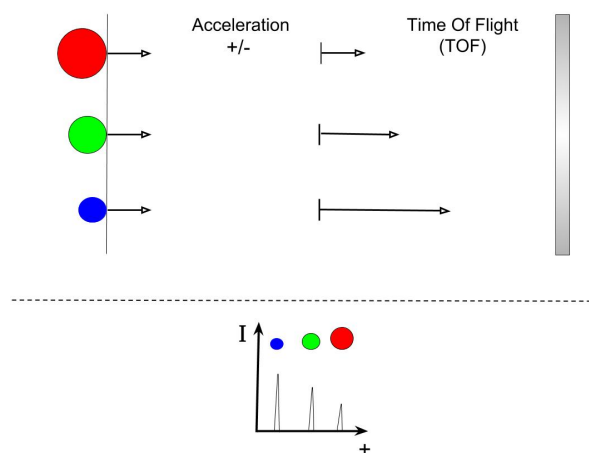 Acceleration
+/-
Time Of Flight
(TOF)
I
t